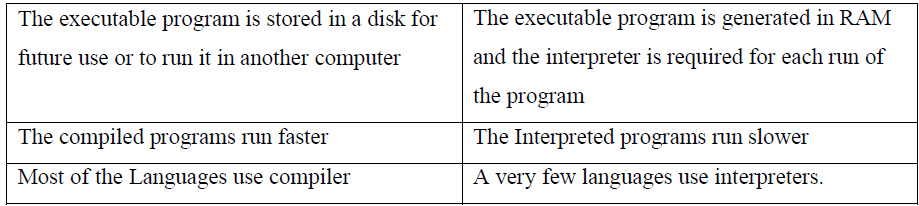 The executable program is stored in a disk for
future use or to run it in another computer
The executable program is generated in RAM
and the interpreter is required for each run of
the program
The compiled programs run faster
The Interpreted programs run slower
Most of the Languages use compiler
A very few languages use interpreters.